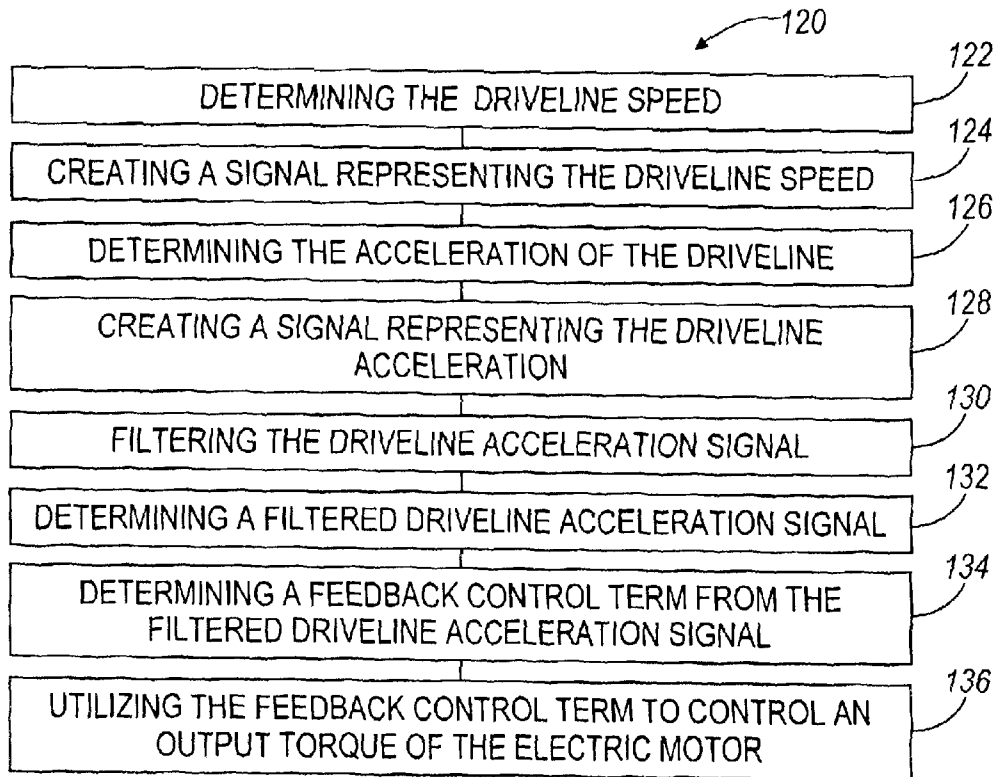 120
DETERMINING THE DRIVELINE SPEED
122
CREATING A SIGNAL REPRESENTING THE DRIVELINE SPEED
124
DETERMINING THE ACCELERATION OF THE DRIVELINE
126
CREATING A SIGNAL REPRESENTING THE DRIVELINE
ACCELERATION
128
FILTERING THE DRIVELINE ACCELERATION SIGNAL
130
DETERMINING A FILTERED DRIVELINE ACCELERATION SIGNAL
132
DETERMINING A FEEDBACK CONTROL TERM FROM THE
FILTERED DRIVELINE ACCELERATION SIGNAL
134
UTILIZING THE FEEDBACK CONTROL TERM TO CONTROL AN
OUTPUT TORQUE OF THE ELECTRIC MOTOR
136